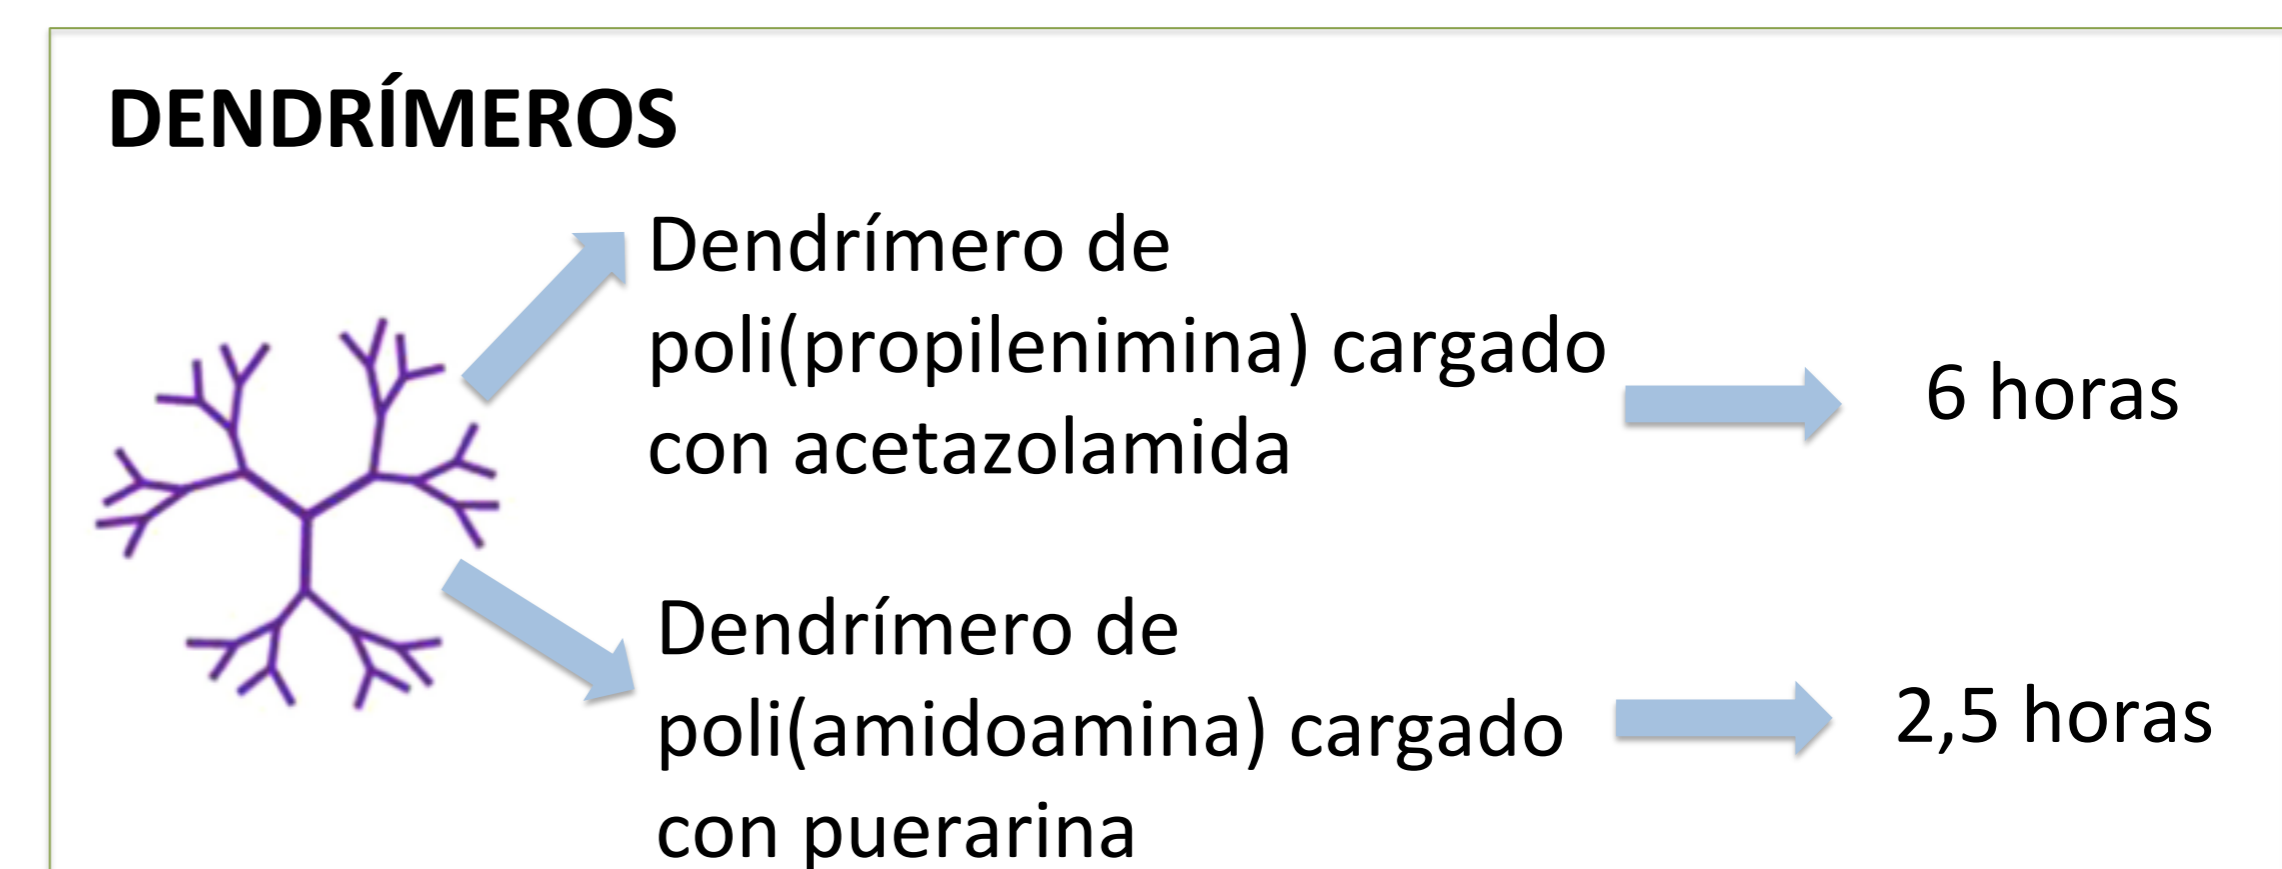 DENDRÍMEROS
Dendrímero de
poli(propilenimina) cargado
con acetazolamida
6 horas
Dendrímero de
poli(amidoamina) cargado
con puerarina
2,5 horas